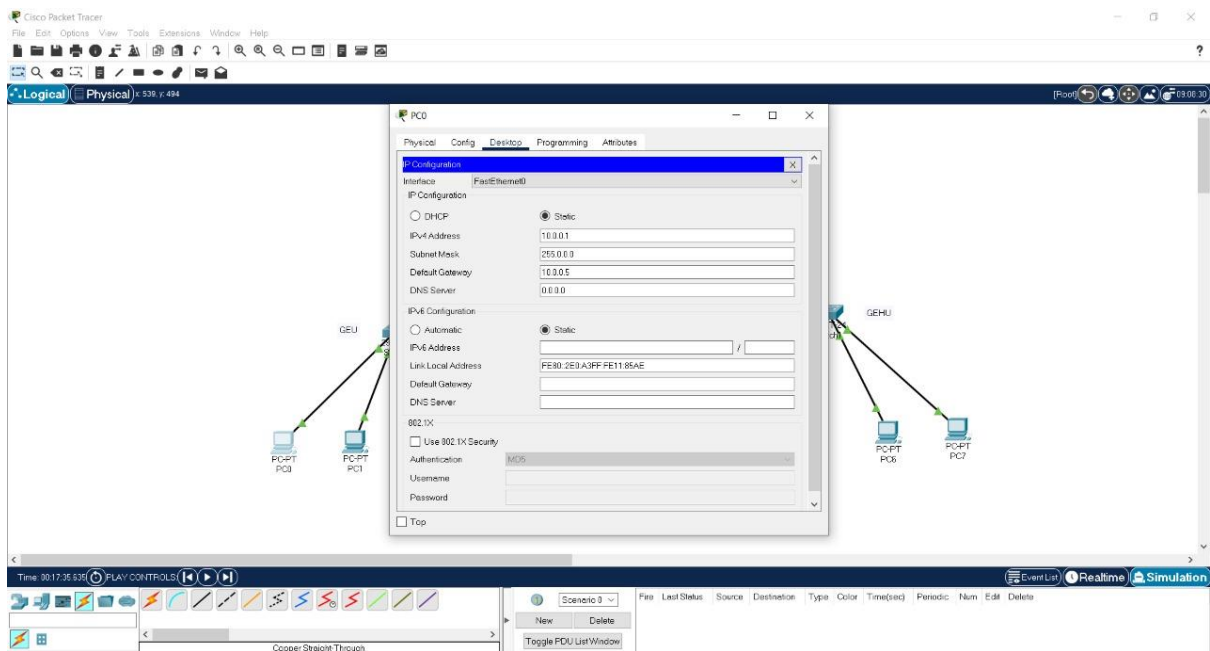 Cisco Packet Tracer
File Edit Options View Tools Extensions Window Help
?
Logical Physical x: 539, y: 494 [Root] 09:06:30
PC0
Physical Config Desktop Programming Attributes
IP Configuration X
Interface FastEthernet0
IP Configuration
DHCP Static
IPv4 Address 10.0.0.1
Subnet Mask 255.0.0.0
Default Gateway 10.0.0.5
DNS Server 0.0.0.0
IPv6 Configuration
Automatic Static
IPv6 Address /
Link Local Address FE80::2E0:A3FF:FE11:85AE
Default Gateway
DNS Server
802.1X
Use 802.1X Security
Authentication MD5
Username
Password
Top
GEU
GEHU
PC-PT
PC0
PC-PT
PC1
PC-PT
PC6
PC-PT
PC7
Time: 00:17:35.635 PLAY CONTROLS: Event List Realtime Simulation
Scenario 0 Fire Last Status Source Destination Type Color Time(sec) Periodic Num Edit Delete
New Delete
Toggle PDU List Window
Copper Straight-Through